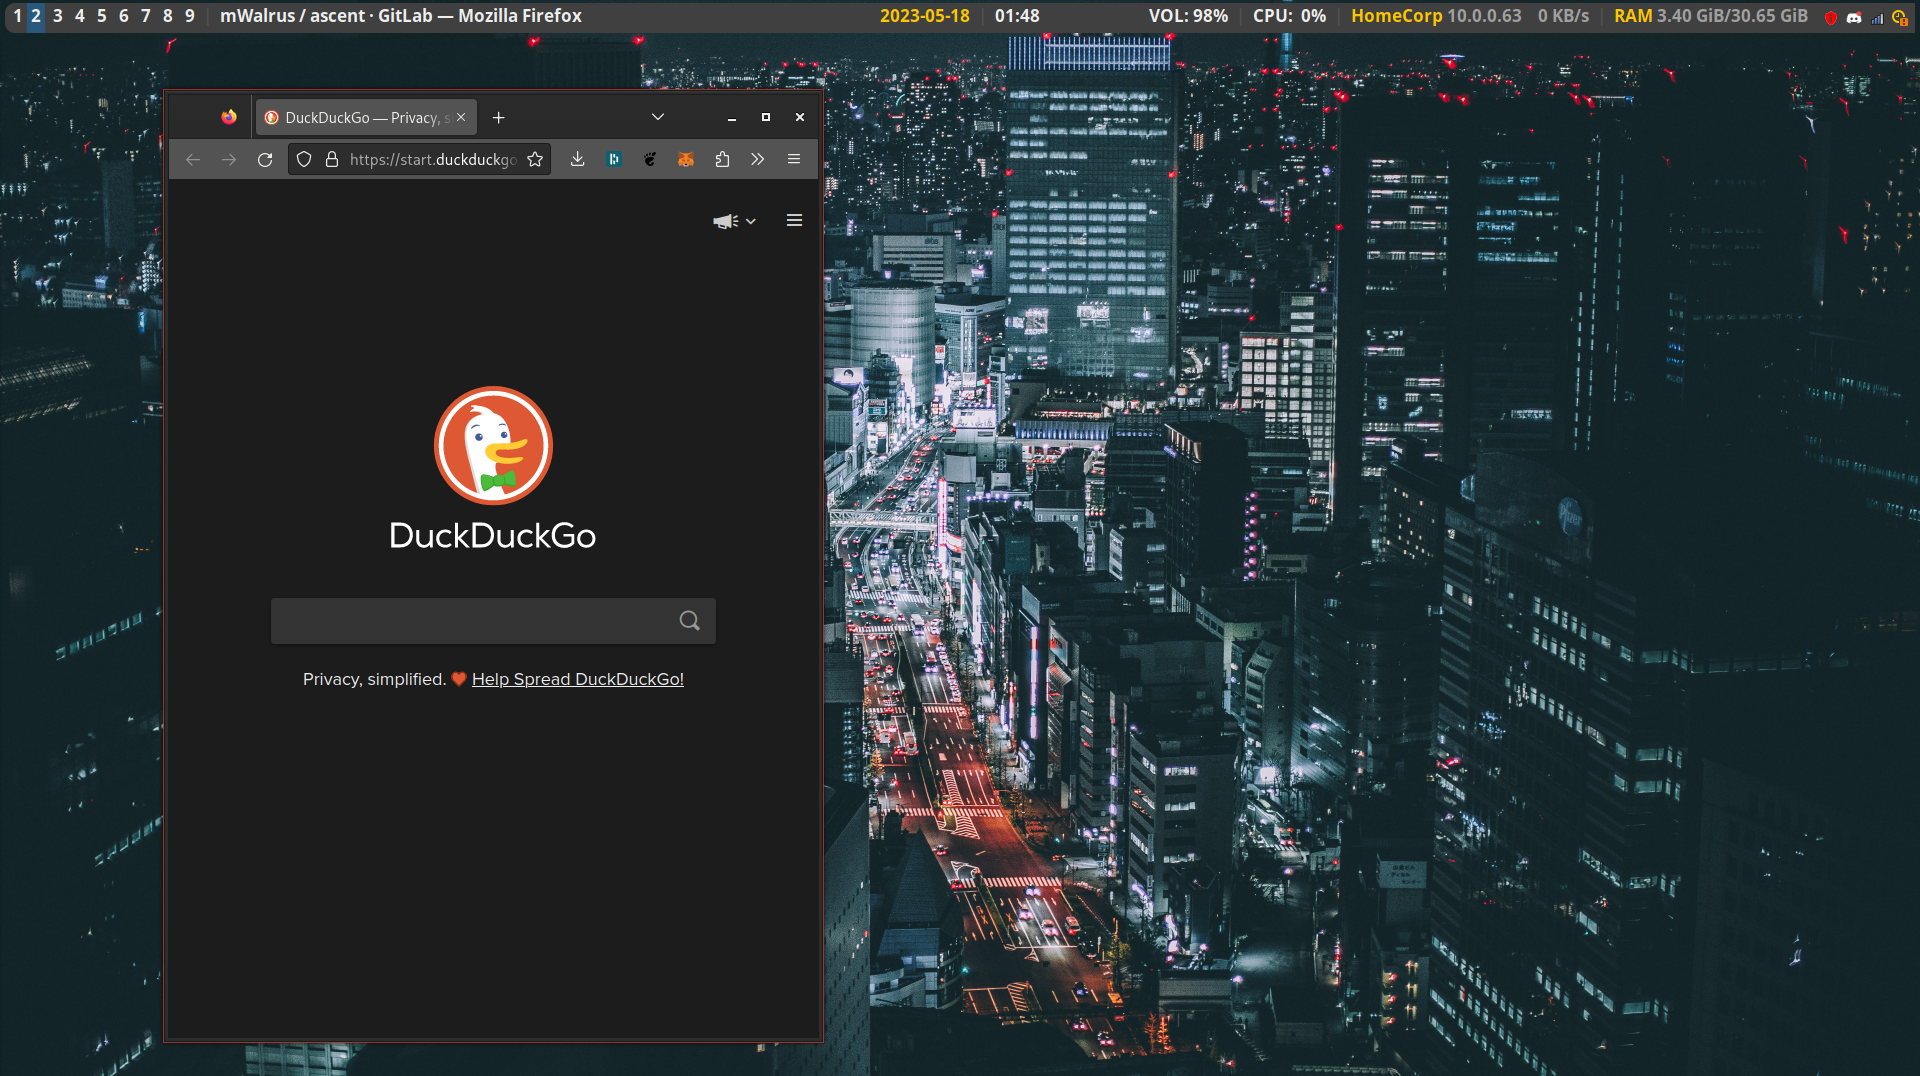 1 2 3 4 5 6 7 8 9 mWalrus / ascent · GitLab — Mozilla Firefox 2023-05-18 01:48 VOL: 98% CPU: 0% HomeCorp 10.0.0.63 0 KB/s RAM 3.40 GiB/30.65 GiB
DuckDuckGo — Privacy, s
https://start.duckduckgo
DuckDuckGo
Privacy, simplified. Help Spread DuckDuckGo!
Pfizer